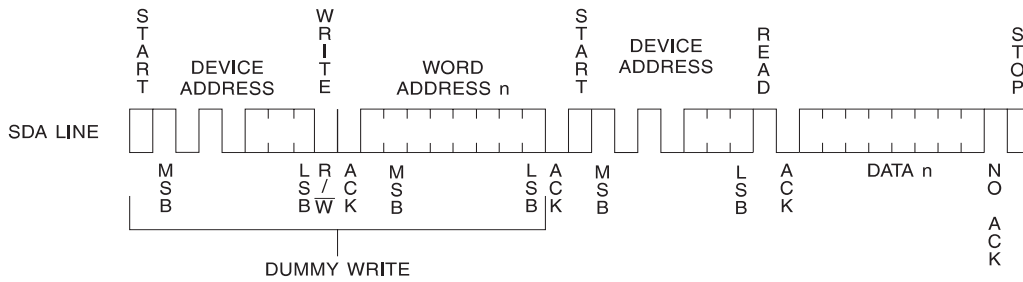 START
WRITE
START
READ
STOP
DEVICE
ADDRESS
WORD
ADDRESS n
DEVICE
ADDRESS
SDA LINE
MSB
LSB
R/W
ACK
MSB
LSB
ACK
MSB
LSB
ACK
DATA n
NO ACK
DUMMY WRITE